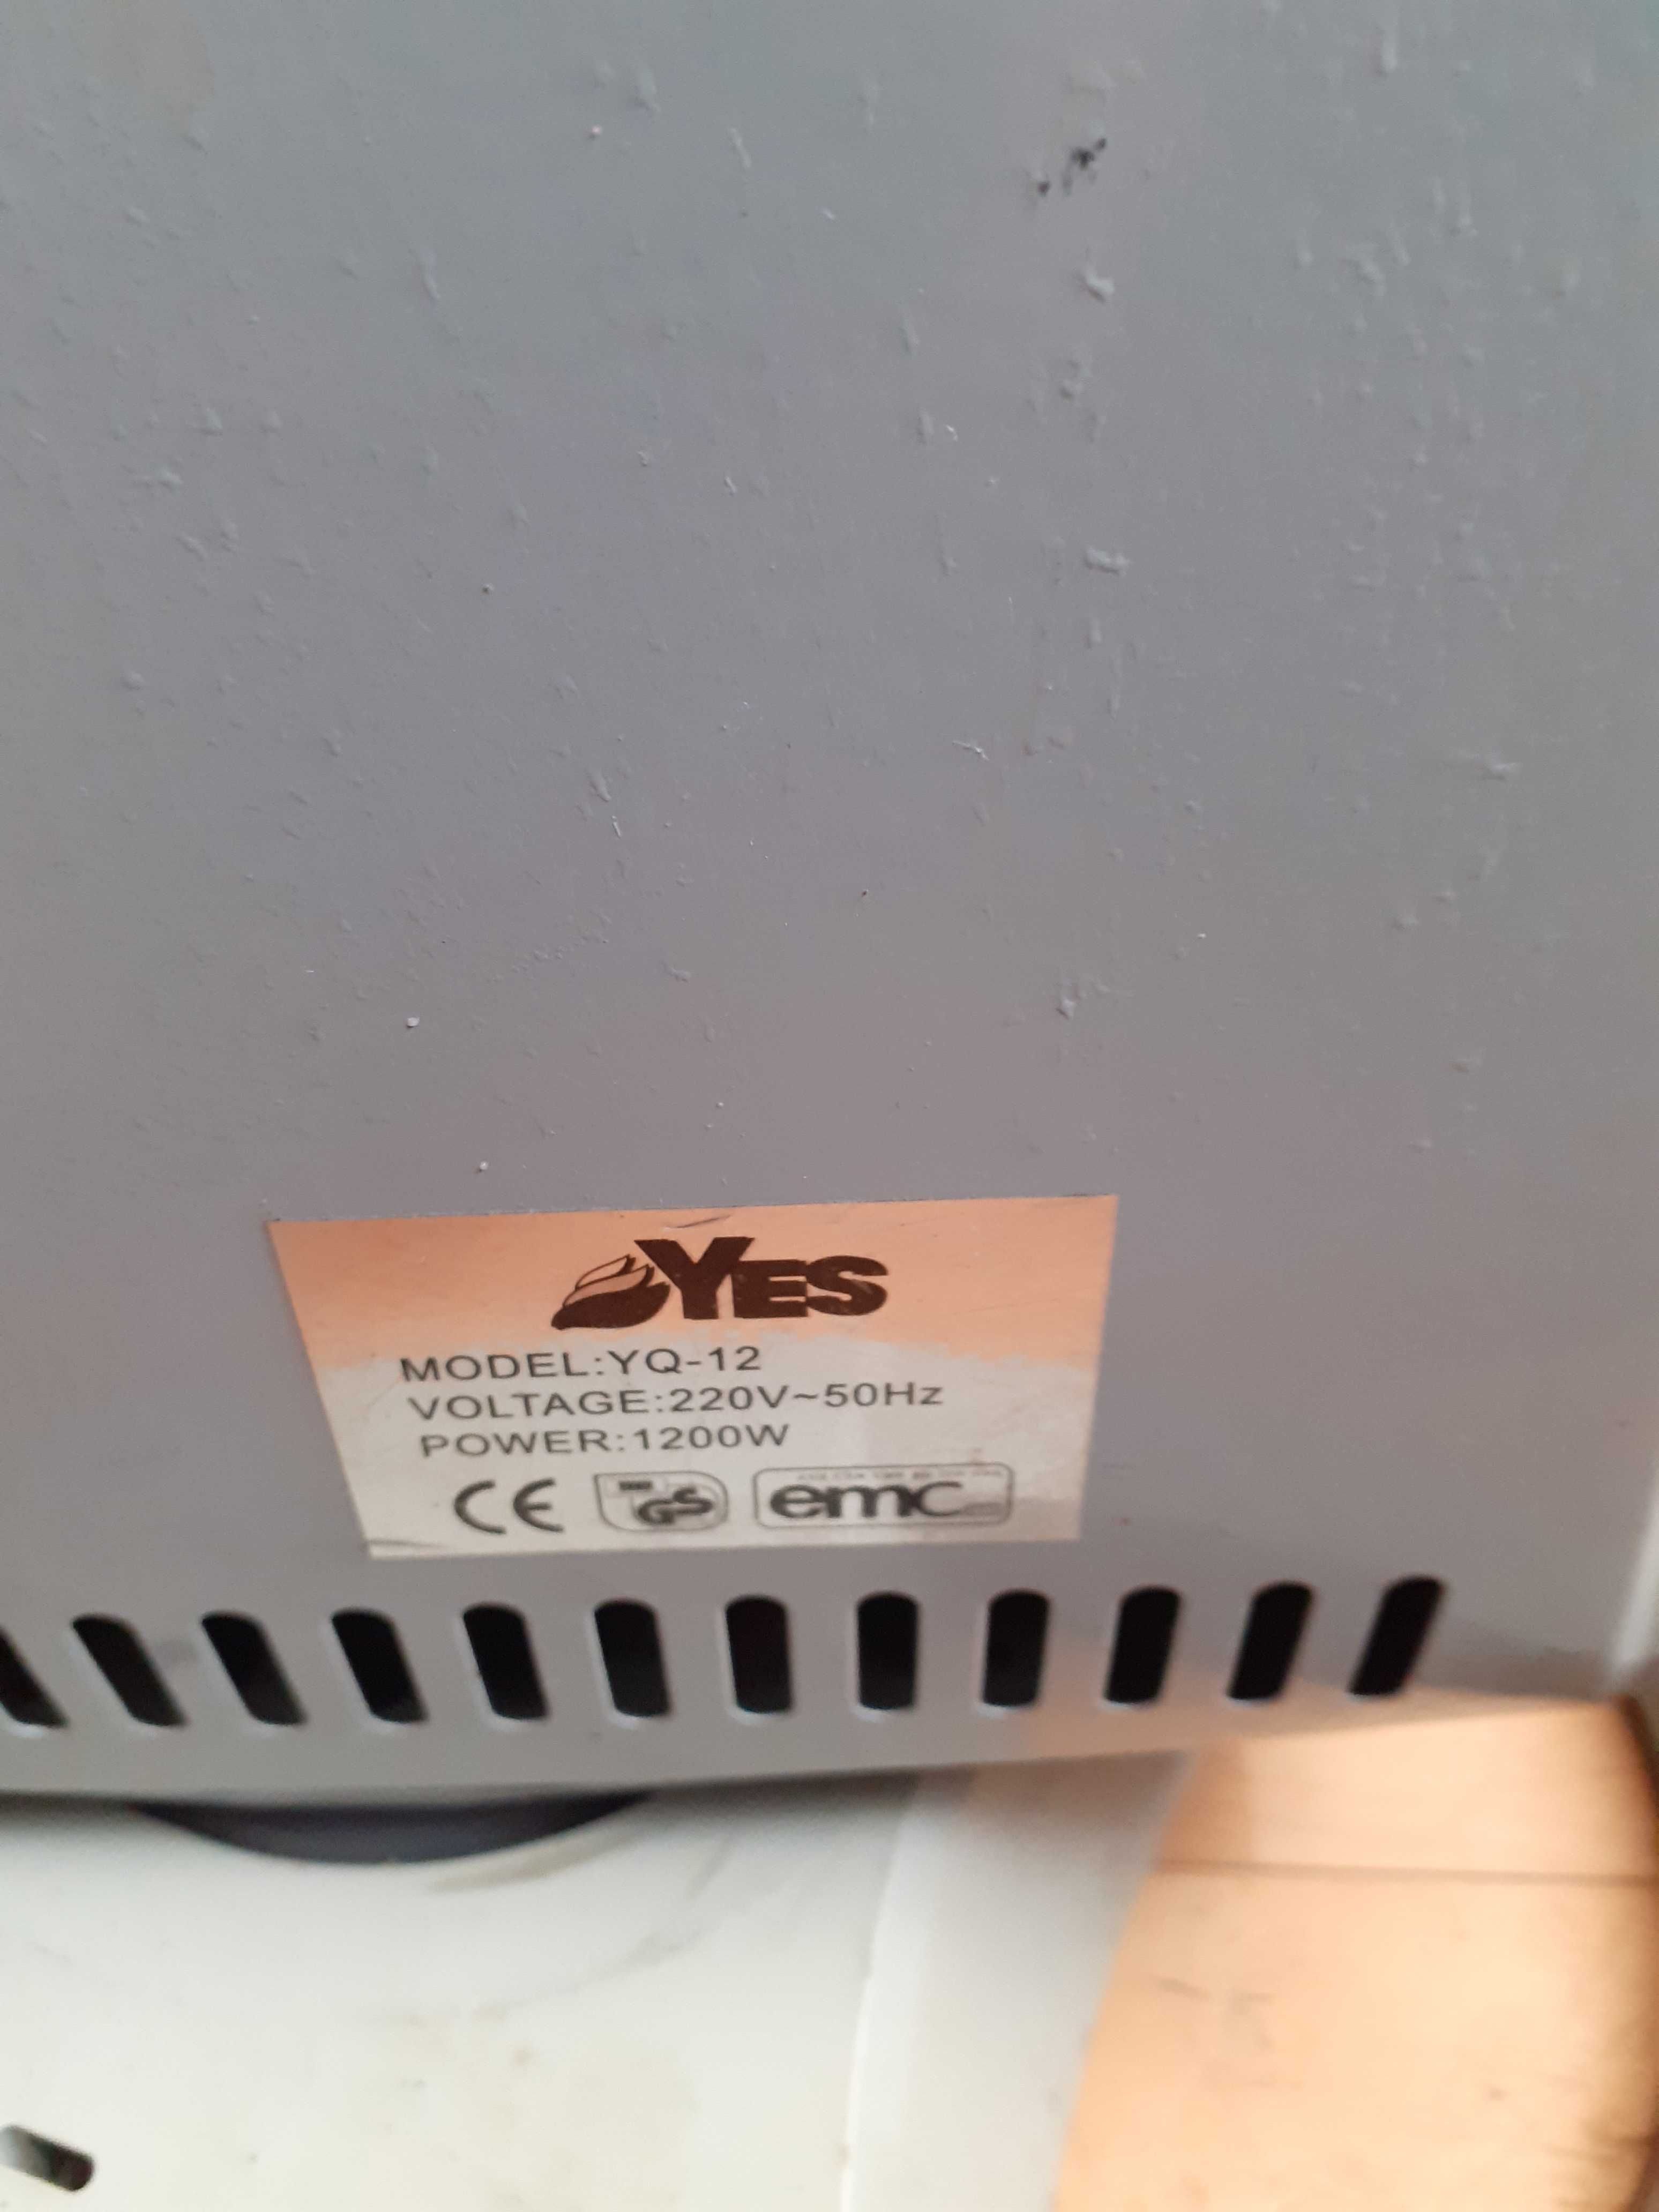 YES
MODEL:YQ-12
VOLTAGE:220V~50Hz
POWER:1200W
CE GS emc